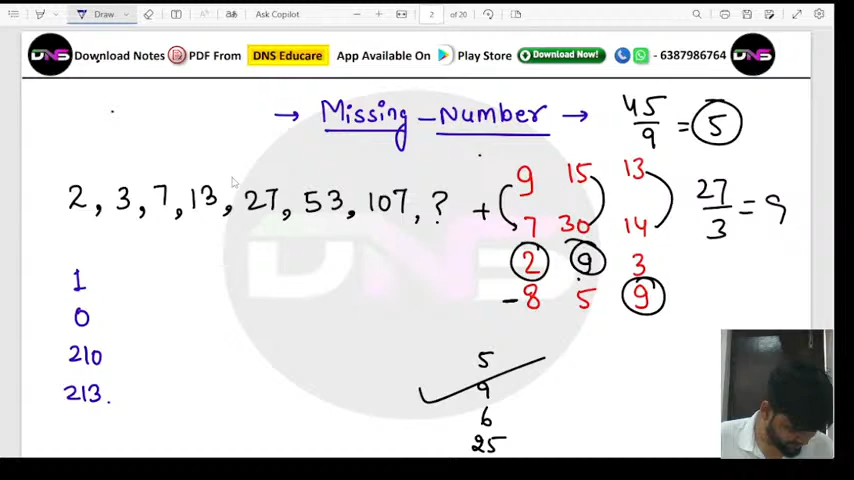 Draw
Ask Copilot
2 of 20
DNS Download Notes PDF From DNS Educare App Available On Play Store Download Now! - 6387986764 DNS
→ Missing - Number →
45/9 = 5
2, 3, 7, 13, 27, 53, 107, ?
+
9 15 13
7 30 14
2 9 3
-8 5 9
27/3 = 9
1
0
210
213.
5
9
6
25